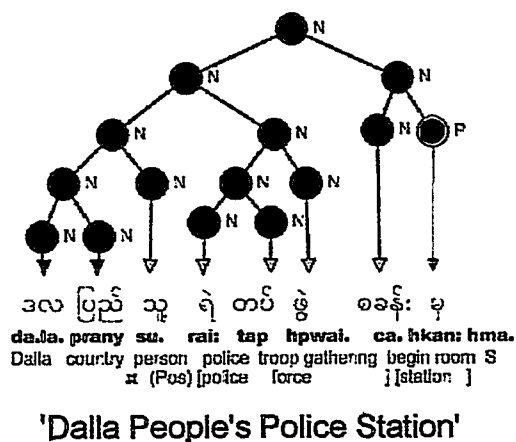 N
N N
N N N P
N N N N
N N N N
ဒလ ပြည် သူ့ ရဲ တပ် ဖွဲ့ စခန်း မှ
da.la. prany su. rai: tap hpwai. ca. hkan: hma.
Dalla country person police troop gathering begin room S
(Pos) [police force ] [station ]
'Dalla People's Police Station'